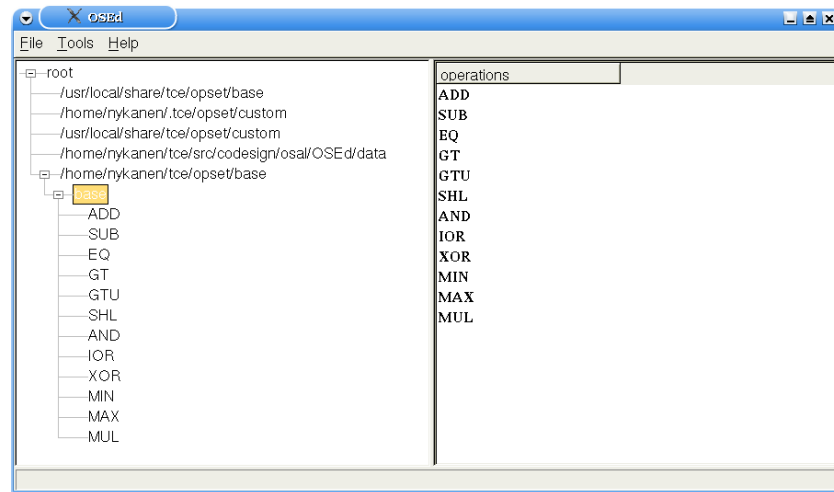 OSEd
File Tools Help
root
/usr/local/share/tce/opset/base
/home/nykanen/.tce/opset/custom
/usr/local/share/tce/opset/custom
/home/nykanen/tce/src/codesign/osal/OSEd/data
/home/nykanen/tce/opset/base
base
ADD
SUB
EQ
GT
GTU
SHL
AND
IOR
XOR
MIN
MAX
MUL
operations
ADD
SUB
EQ
GT
GTU
SHL
AND
IOR
XOR
MIN
MAX
MUL